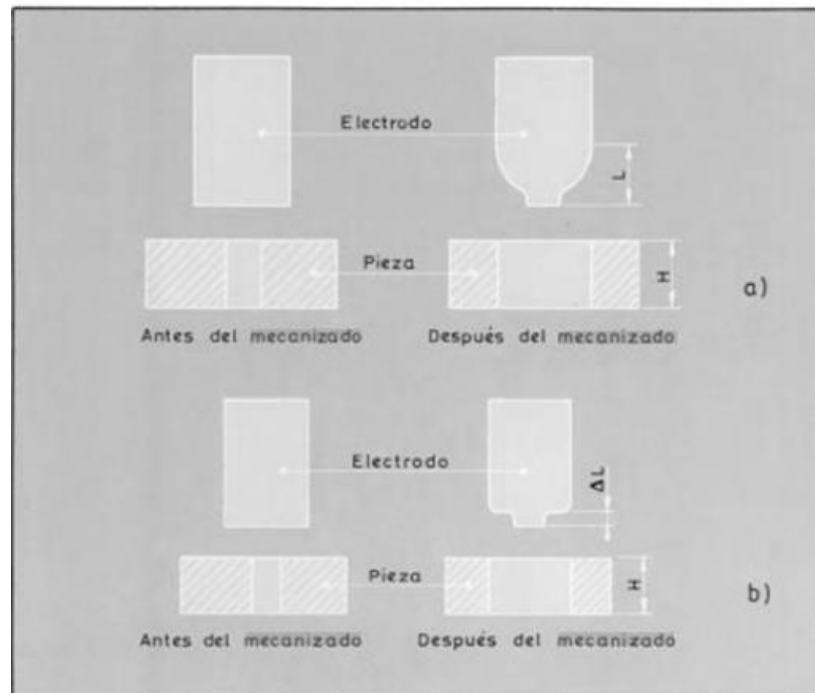 Electrodo
L
Pieza
H
a)
Antes del mecanizado
Después del mecanizado
Electrodo
ΔL
Pieza
H
b)
Antes del mecanizado
Después del mecanizado